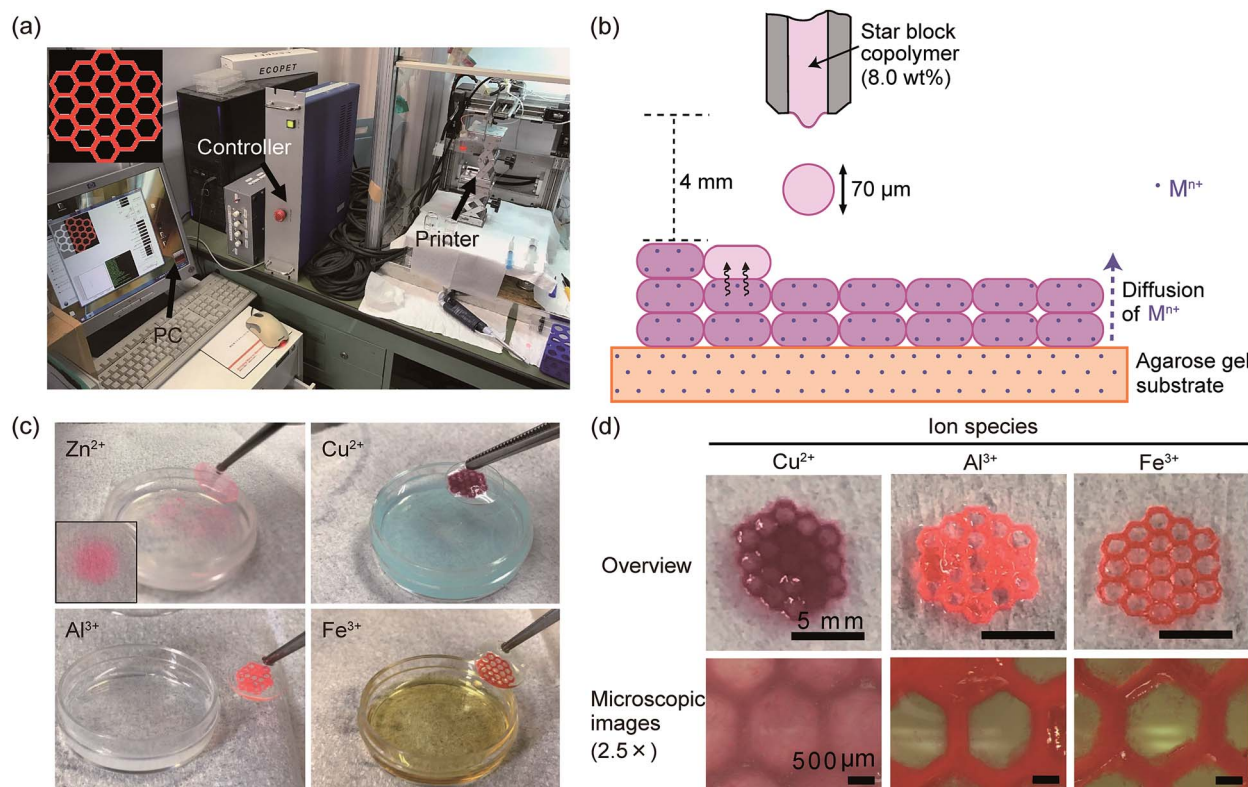 (a)
ECOPET
Controller
Printer
PC
(b)
Star block
copolymer
(8.0 wt%)
4 mm
70 µm
Mⁿ⁺
Diffusion
of Mⁿ⁺
Agarose gel
substrate
(c)
Zn²⁺
Cu²⁺
Al³⁺
Fe³⁺
(d)
Ion species
Cu²⁺
Al³⁺
Fe³⁺
Overview
5 mm
Microscopic
images
(2.5×)
500 µm